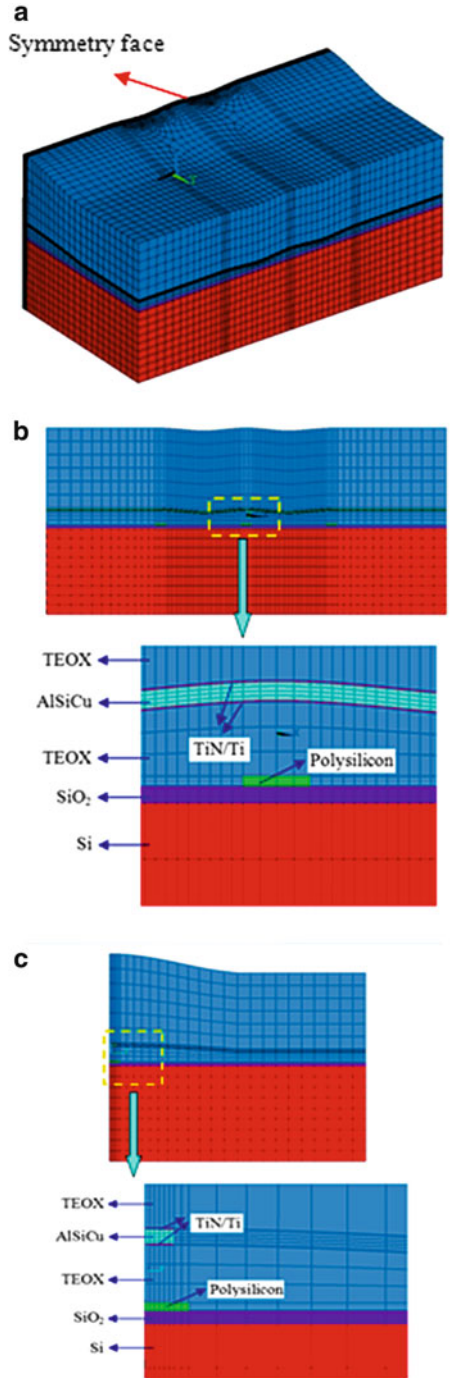 a
Symmetry face
b
TEOX
AlSiCu
TiN/Ti
TEOX
Polysilicon
SiO₂
Si
c
TEOX
TiN/Ti
AlSiCu
TEOX
Polysilicon
SiO₂
Si